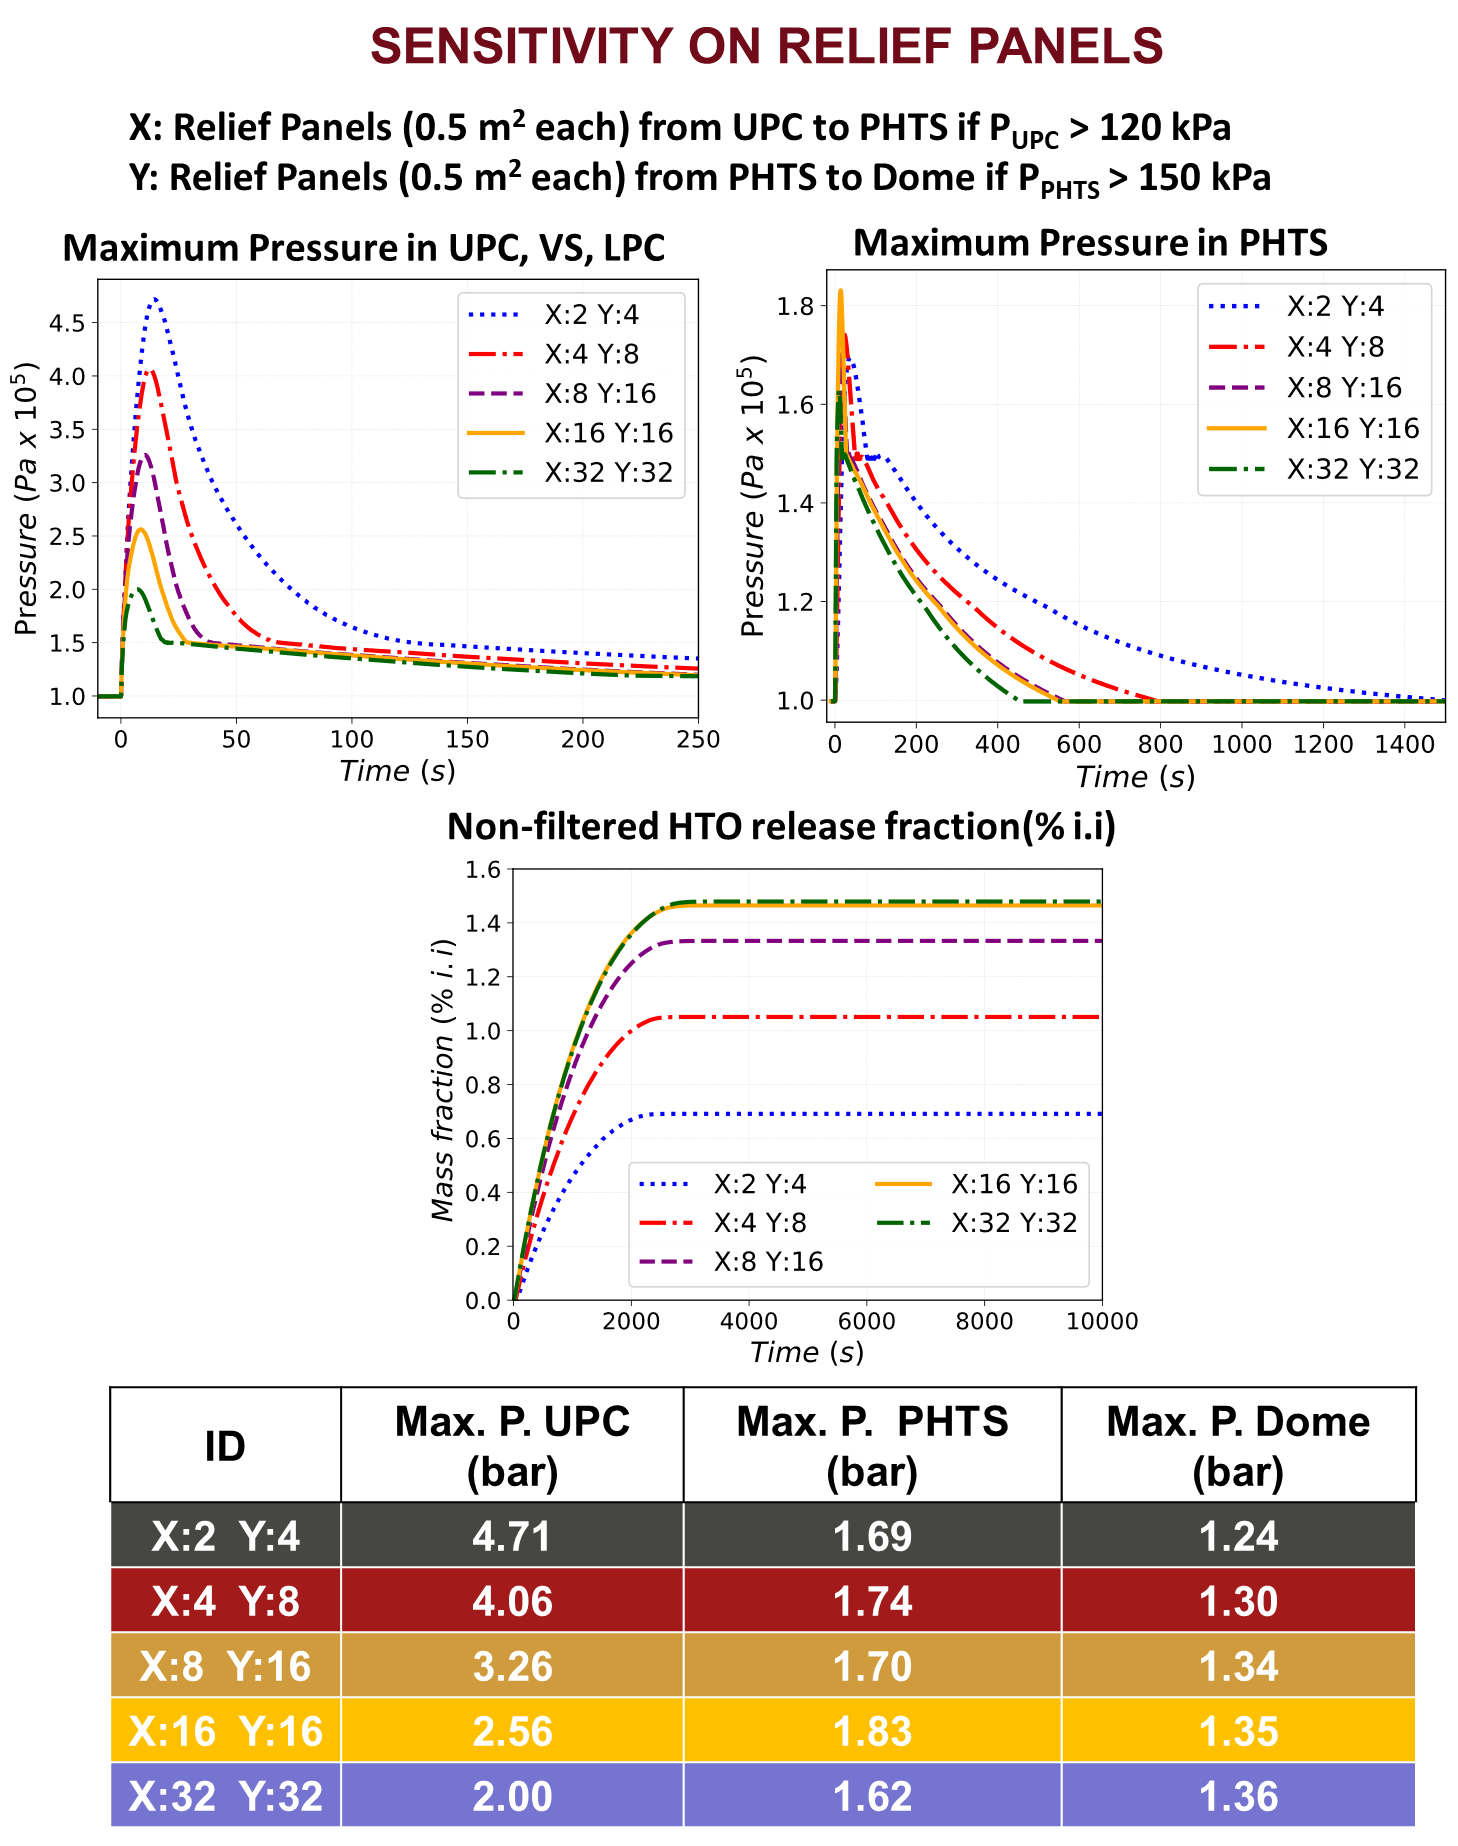 SENSITIVITY ON RELIEF PANELS
X: Relief Panels (0.5 m² each) from UPC to PHTS if P_UPC > 120 kPa
Y: Relief Panels (0.5 m² each) from PHTS to Dome if P_PHTS > 150 kPa
Maximum Pressure in UPC, VS, LPC
Pressure (Pa x 10⁵)
4.5
4.0
3.5
3.0
2.5
2.0
1.5
1.0
X:2 Y:4
X:4 Y:8
X:8 Y:16
X:16 Y:16
X:32 Y:32
0 50 100 150 200 250
Time (s)
Maximum Pressure in PHTS
Pressure (Pa x 10⁵)
1.8
1.6
1.4
1.2
1.0
X:2 Y:4
X:4 Y:8
X:8 Y:16
X:16 Y:16
X:32 Y:32
0 200 400 600 800 1000 1200 1400
Time (s)
Non-filtered HTO release fraction(% i.i)
Mass fraction (% i.i)
1.6
1.4
1.2
1.0
0.8
0.6
0.4
0.2
0.0
X:2 Y:4 X:16 Y:16
X:4 Y:8 X:32 Y:32
X:8 Y:16
0 2000 4000 6000 8000 10000
Time (s)
ID Max. P. UPC (bar) Max. P. PHTS (bar) Max. P. Dome (bar)
X:2 Y:4 4.71 1.69 1.24
X:4 Y:8 4.06 1.74 1.30
X:8 Y:16 3.26 1.70 1.34
X:16 Y:16 2.56 1.83 1.35
X:32 Y:32 2.00 1.62 1.36